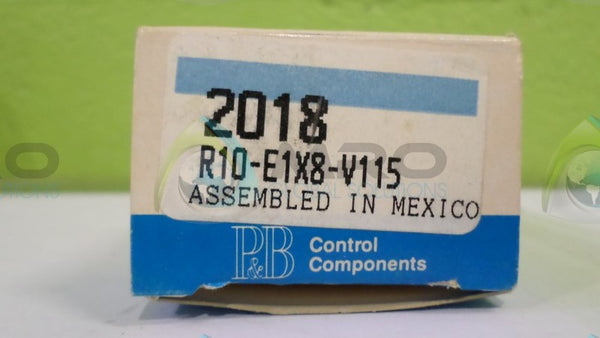 2018
R10-E1X8-V115
ASSEMBLED IN MEXICO
P&B Control
Components